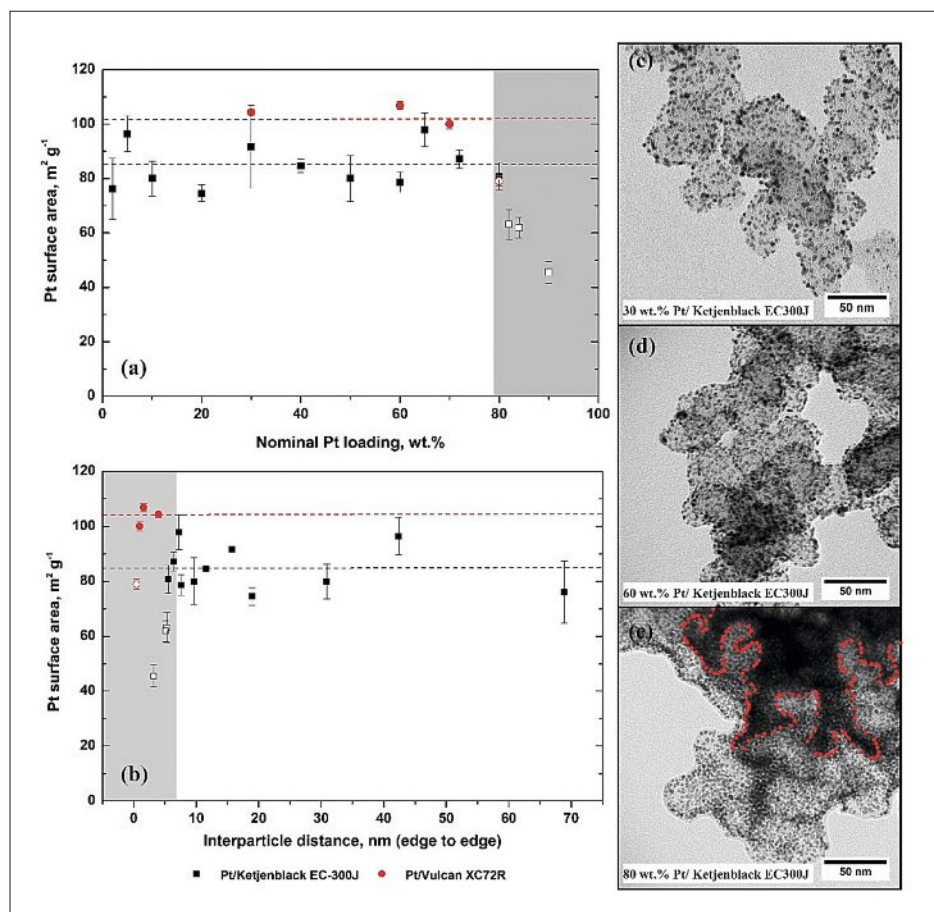 120
100
80
60
40
20
0
Pt surface area, m² g⁻¹
(a)
0 20 40 60 80 100
Nominal Pt loading, wt.%
120
100
80
60
40
20
0
Pt surface area, m² g⁻¹
(b)
0 10 20 30 40 50 60 70
Interparticle distance, nm (edge to edge)
Pt/Ketjenblack EC-300J Pt/Vulcan XC72R
(c)
30 wt.% Pt/ Ketjenblack EC300J
50 nm
(d)
60 wt.% Pt/ Ketjenblack EC300J
50 nm
(e)
80 wt.% Pt/ Ketjenblack EC300J
50 nm